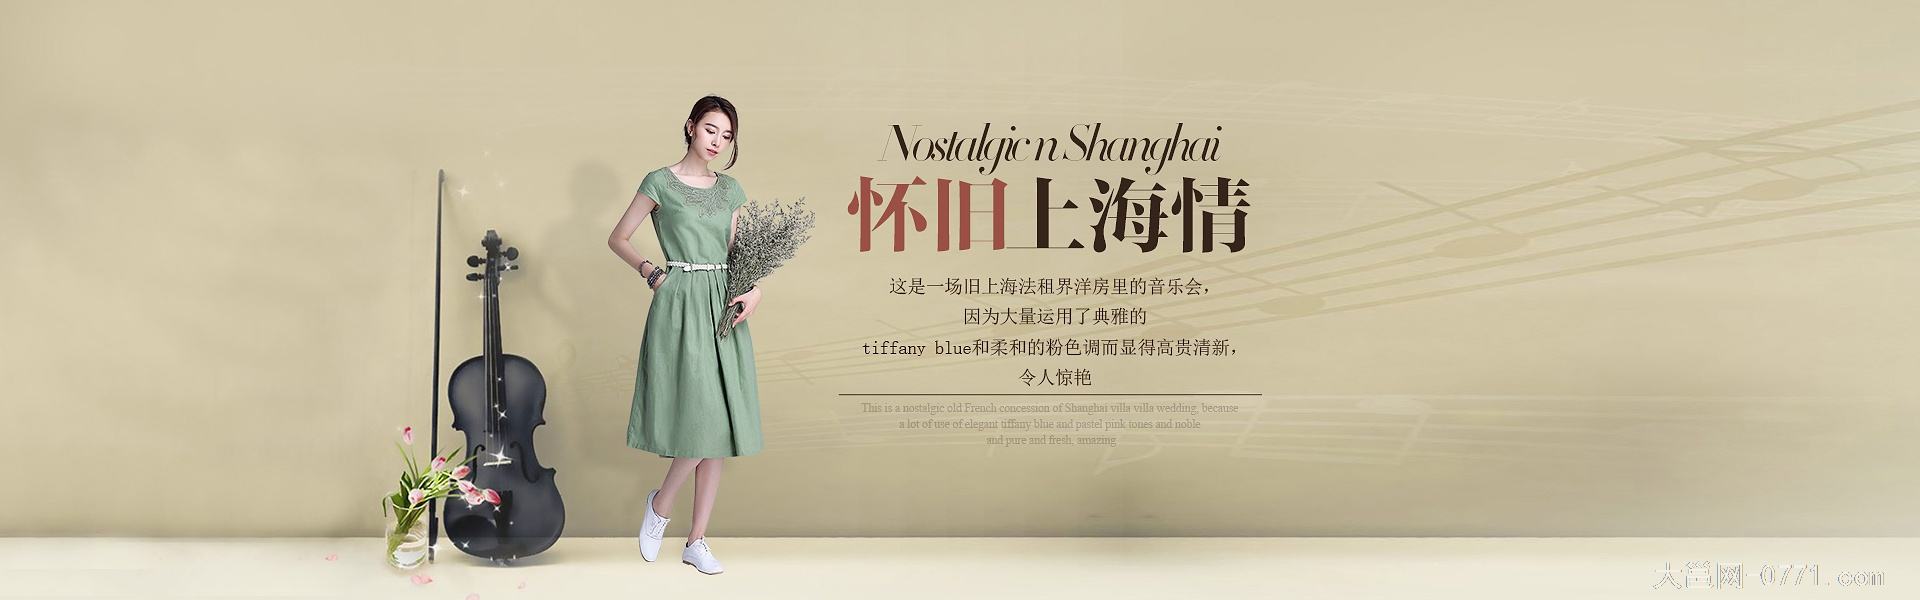 Nostalgic n Shanghai
怀旧上海情
这是一场旧上海法租界洋房里的音乐会，
因为大量运用了典雅的
tiffany blue和柔和的粉色调而显得高贵清新，
令人惊艳
This is a nostalgic old French concession of Shanghai villa villa wedding, because
a lot of use of elegant tiffany blue and pastel pink tones and noble
and pure and fresh, amazing
大邕网-0771.com